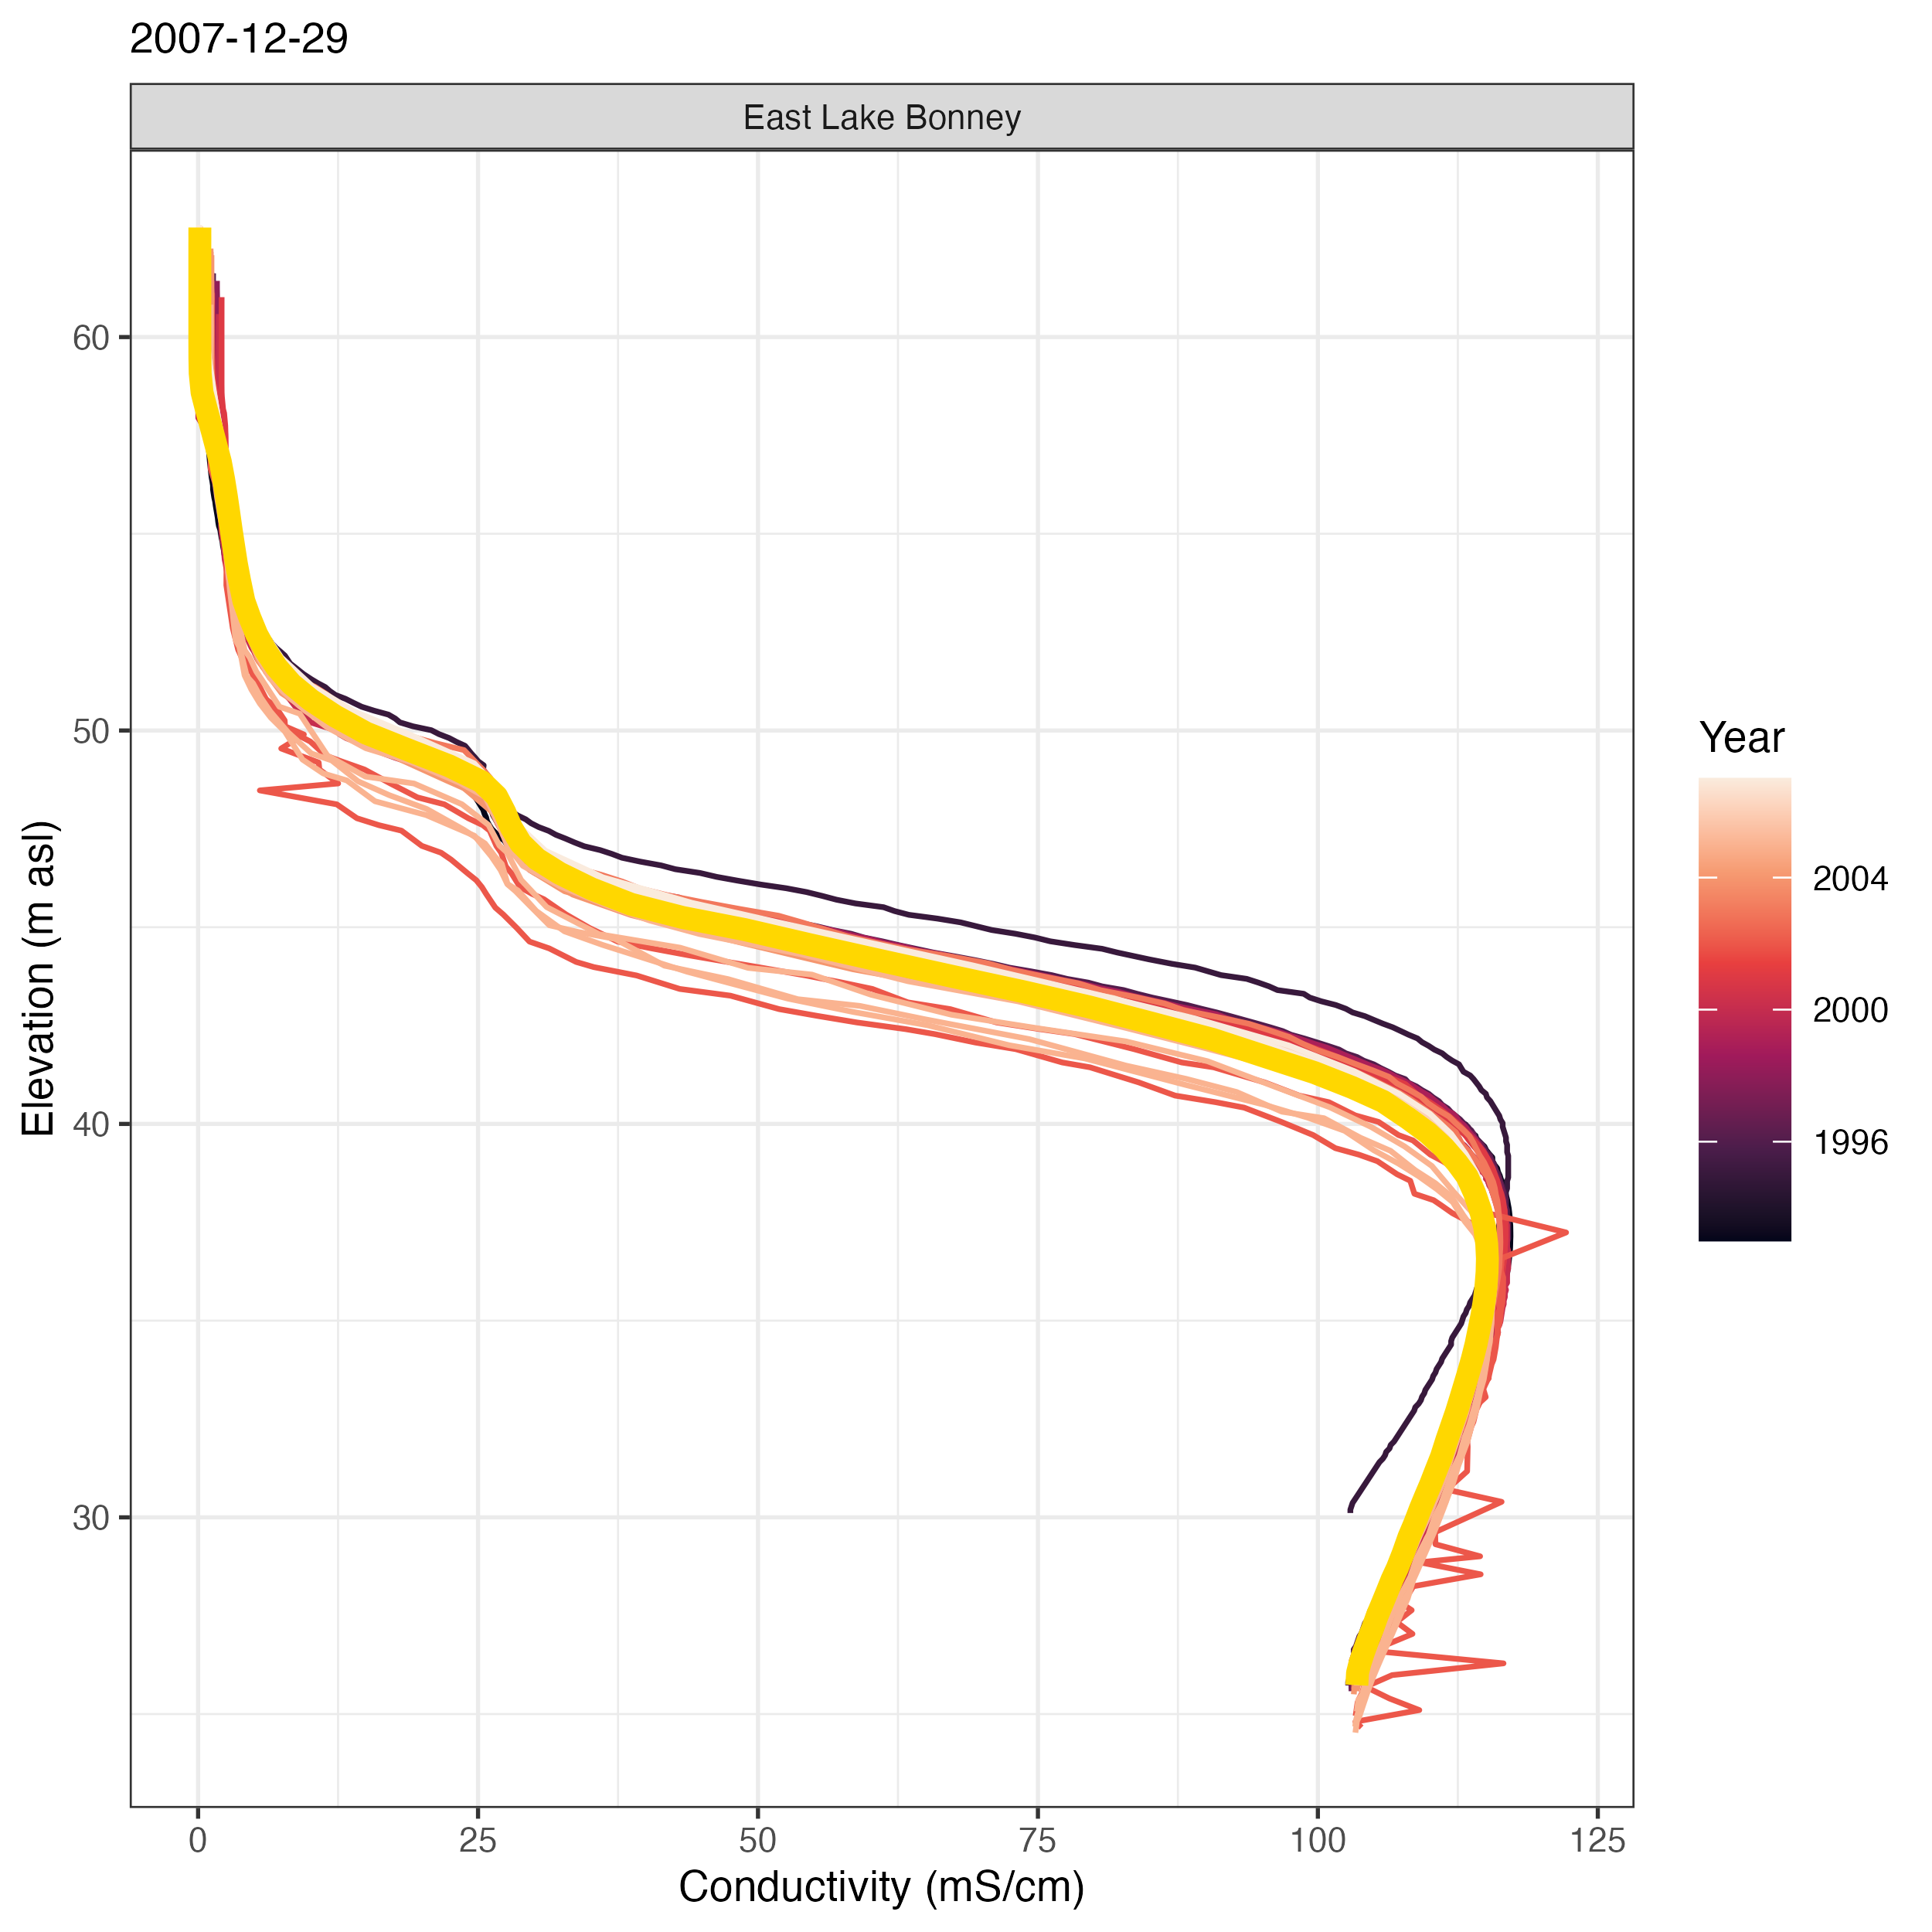 2007-12-29
East Lake Bonney
Elevation (m asl)
60
50
40
30
0 25 50 75 100 125
Conductivity (mS/cm)
Year
2004
2000
1996